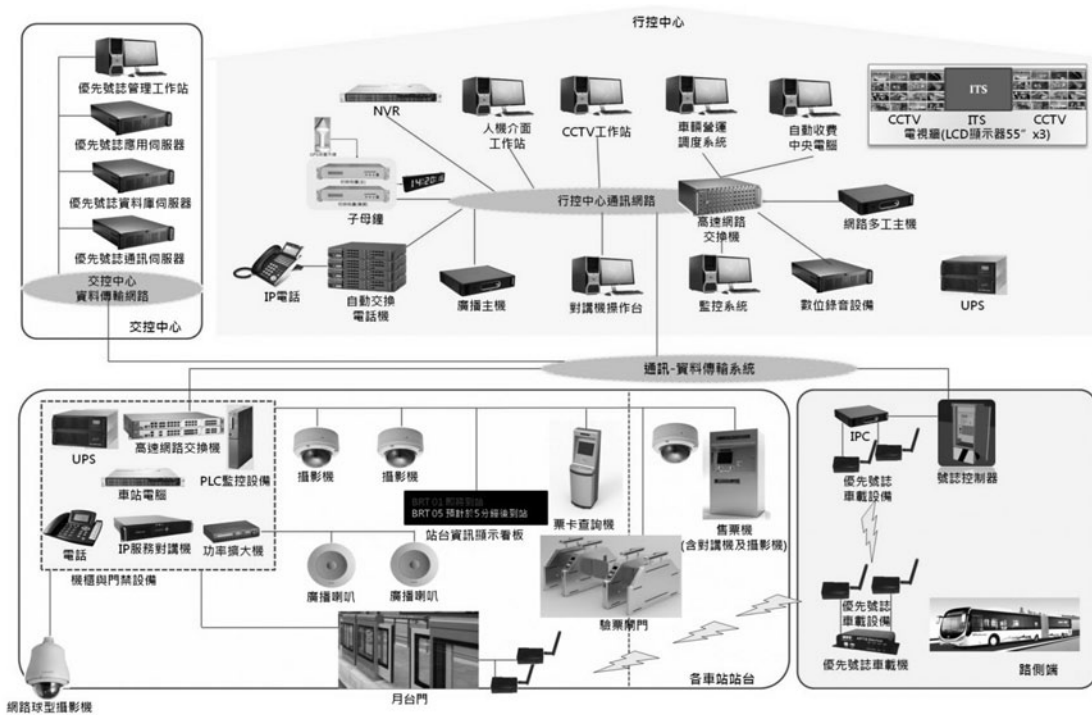 行控中心
優先號誌管理工作站
優先號誌應用伺服器
優先號誌資料庫伺服器
優先號誌通訊伺服器
交控中心
資料傳輸網路
交控中心
NVR
人機介面
工作站
CCTV工作站
車輛營運
調度系統
自動收費
中央電腦
ITS
CCTV
ITS
CCTV
電視牆(LCD顯示器55”x3)
14:20:
子母鐘
行控中心通訊網路
高速網路
交換機
網路多工主機
IP電話
自動交換
電話機
廣播主機
對講機操作台
監控系統
數位錄音設備
UPS
通訊-資料傳輸系統
UPS
高速網路交換機
PLC監控設備
車站電腦
電話
IP服務對講機
功率擴大機
機櫃與門禁設備
網路球型攝影機
攝影機
攝影機
BRT 01 即將到站
BRT 05 預計於5分鐘後到站
站台資訊顯示看板
廣播喇叭
廣播喇叭
月台門
票卡查詢機
驗票閘門
售票機
(含對講機及攝影機)
各車站站台
IPC
優先號誌
車載設備
號誌控制器
優先號誌
車載設備
優先號誌車載機
路側端